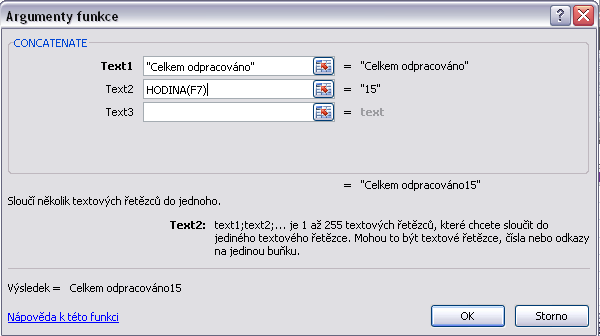 Argumenty funkce
CONCATENATE
Text1 "Celkem odpracováno" = "Celkem odpracováno"
Text2 HODINA(F7) = "15"
Text3 = text
= "Celkem odpracováno15"
Sloučí několik textových řetězců do jednoho.
Text2: text1;text2;... je 1 až 255 textových řetězců, které chcete sloučit do
jediného textového řetězce. Mohou to být textové řetězce, čísla nebo odkazy
na jedinou buňku.
Výsledek = Celkem odpracováno15
Nápověda k této funkci
OK Storno